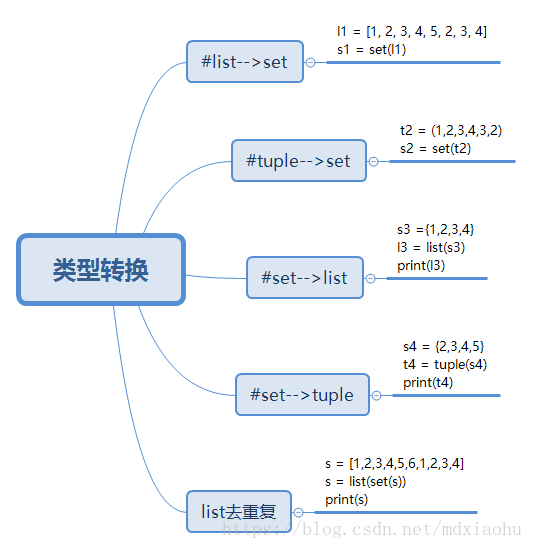 类型转换
#list-->set
l1 = [1, 2, 3, 4, 5, 2, 3, 4]
s1 = set(l1)
#tuple-->set
t2 = (1,2,3,4,3,2)
s2 = set(t2)
#set-->list
s3 ={1,2,3,4}
l3 = list(s3)
print(l3)
#set-->tuple
s4 = {2,3,4,5}
t4 = tuple(s4)
print(t4)
list去重复
s = [1,2,3,4,5,6,1,2,3,4]
s = list(set(s))
print(s)
https://blog.csdn.net/mdxiaohu